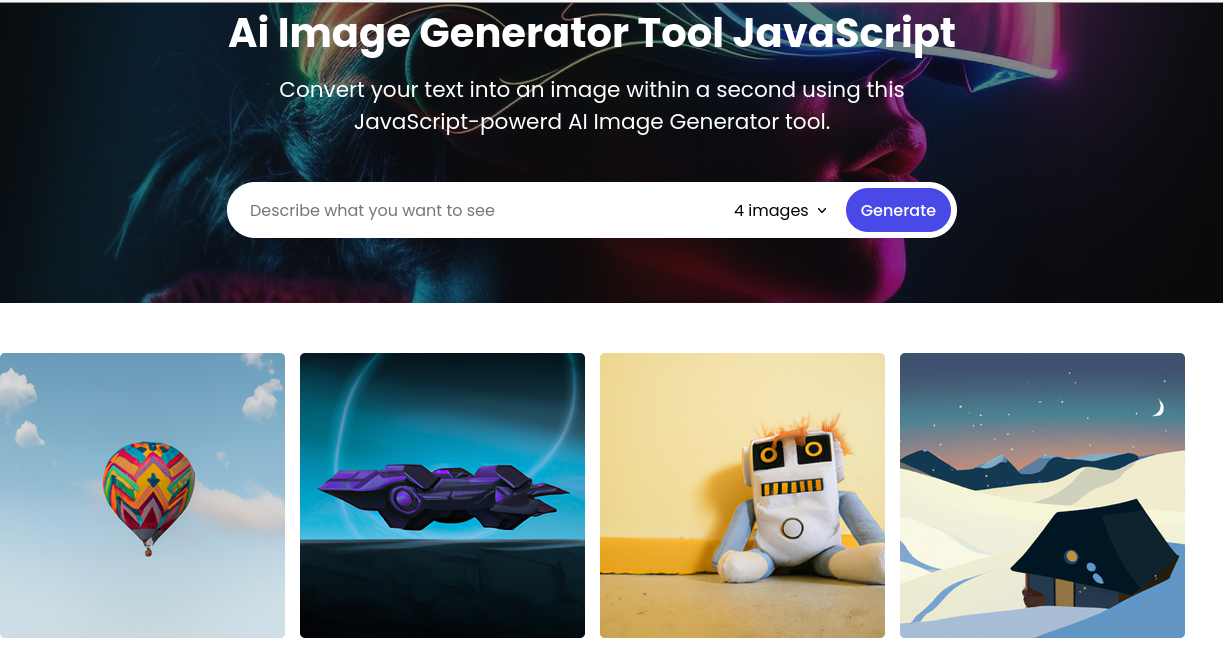 Ai Image Generator Tool JavaScript
Convert your text into an image within a second using this
JavaScript-powerd AI Image Generator tool.
Describe what you want to see
4 images
Generate